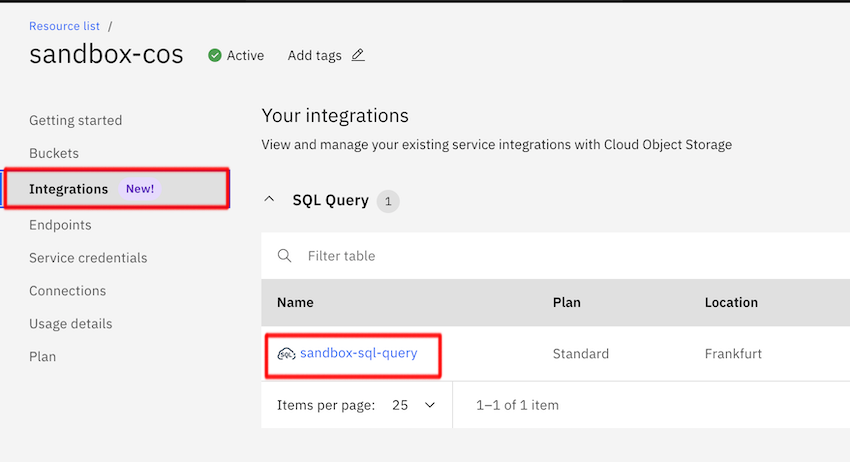 Resource list /
sandbox-cos Active Add tags
Getting started
Buckets
Integrations New!
Endpoints
Service credentials
Connections
Usage details
Plan
Your integrations
View and manage your existing service integrations with Cloud Object Storage
SQL Query 1
Filter table
Name Plan Location
SQL sandbox-sql-query Standard Frankfurt
Items per page: 25 1–1 of 1 item